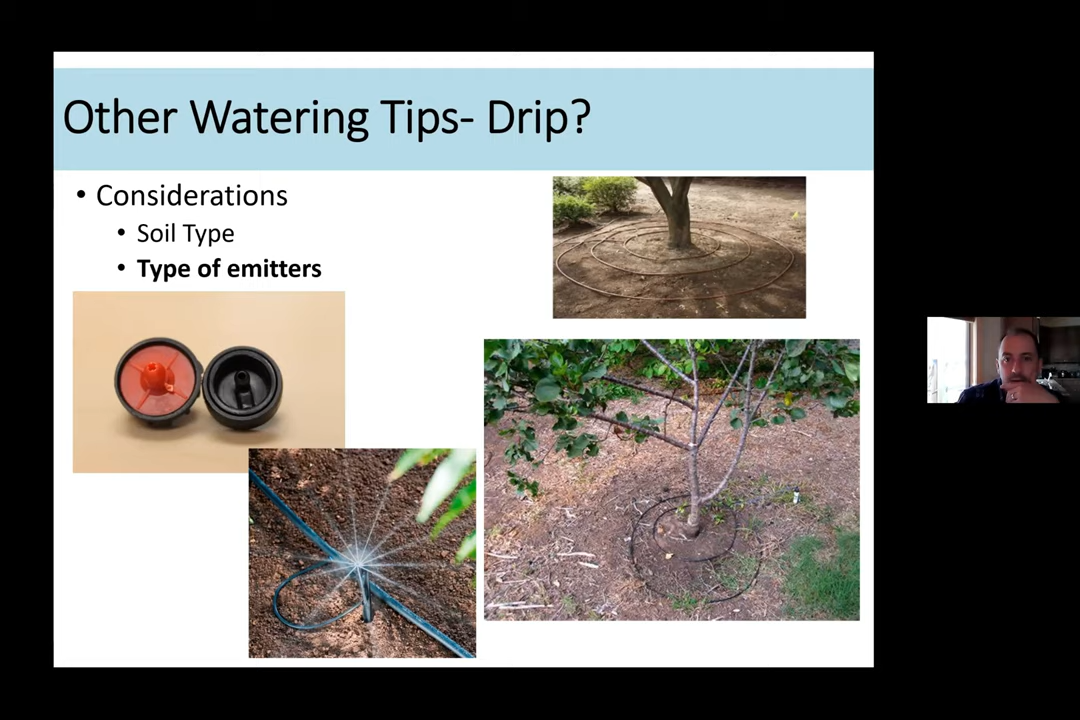 Other Watering Tips- Drip?
• Considerations
• Soil Type
• Type of emitters